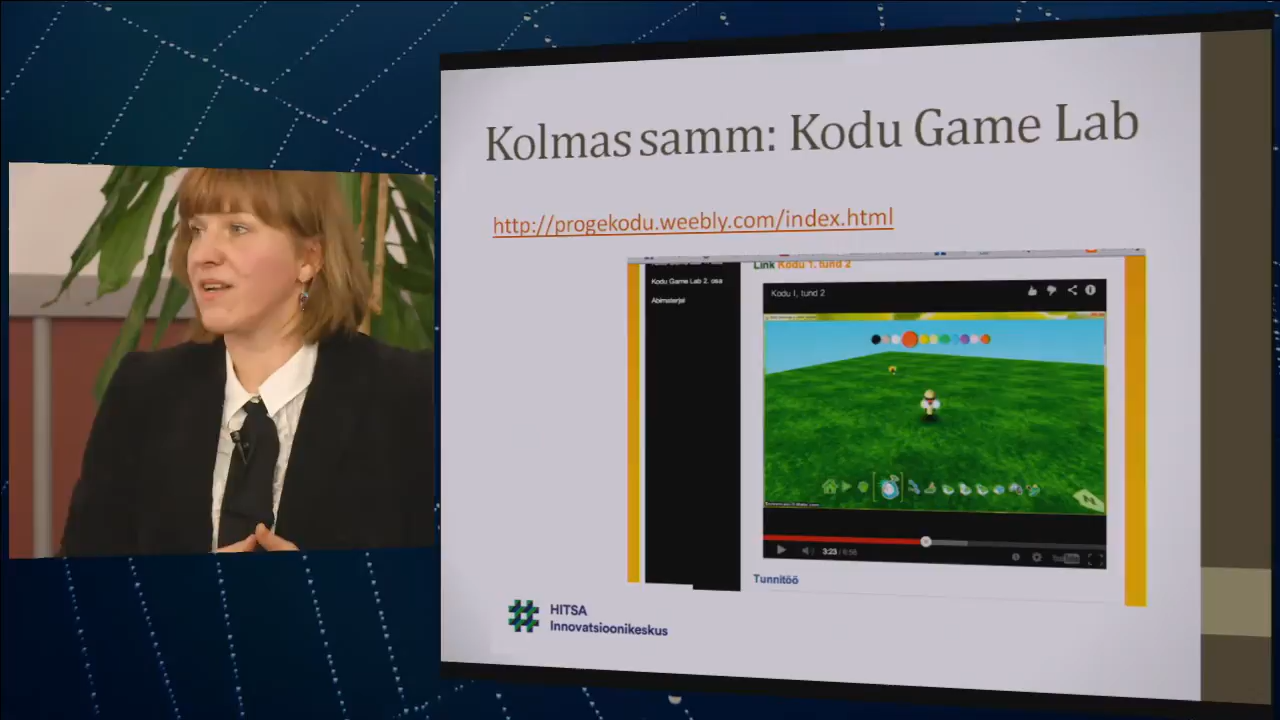 Kolmas samm: Kodu Game Lab
http://progekodu.weebly.com/index.html
Link Kodu 1. tund 2
Kodu Game Lab 2. osa
Abimaterjal
Kodu I, tund 2
3:23 / 6:56
YouTube
Tunnitöö
HITSA
Innovatsioonikeskus